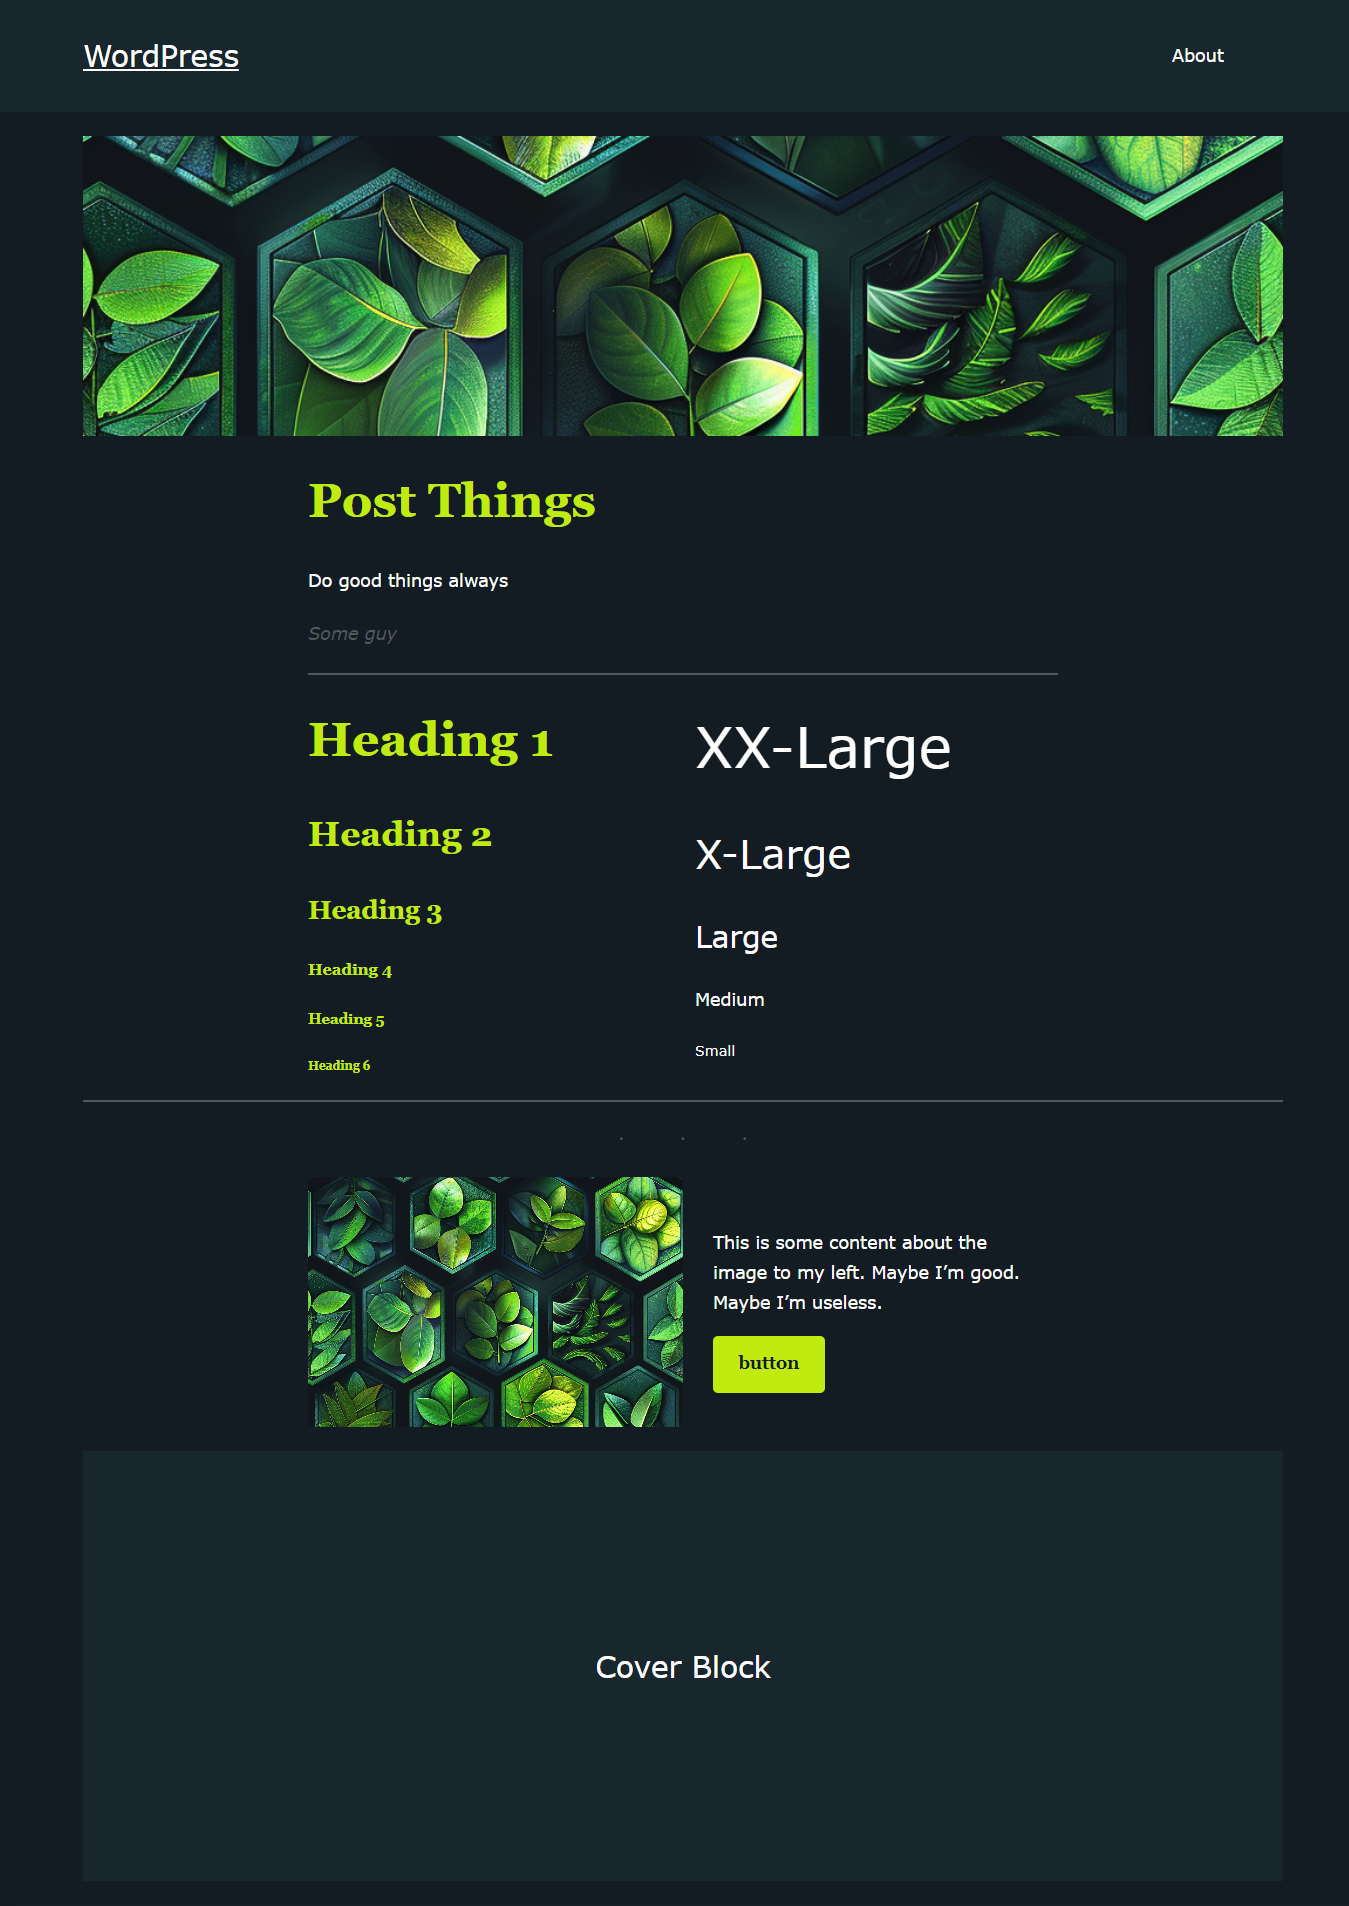 WordPress
About
Post Things
Do good things always
Some guy
Heading 1
Heading 2
Heading 3
Heading 4
Heading 5
Heading 6
XX-Large
X-Large
Large
Medium
Small
· · ·
This is some content about the
image to my left. Maybe I’m good.
Maybe I’m useless.
button
Cover Block